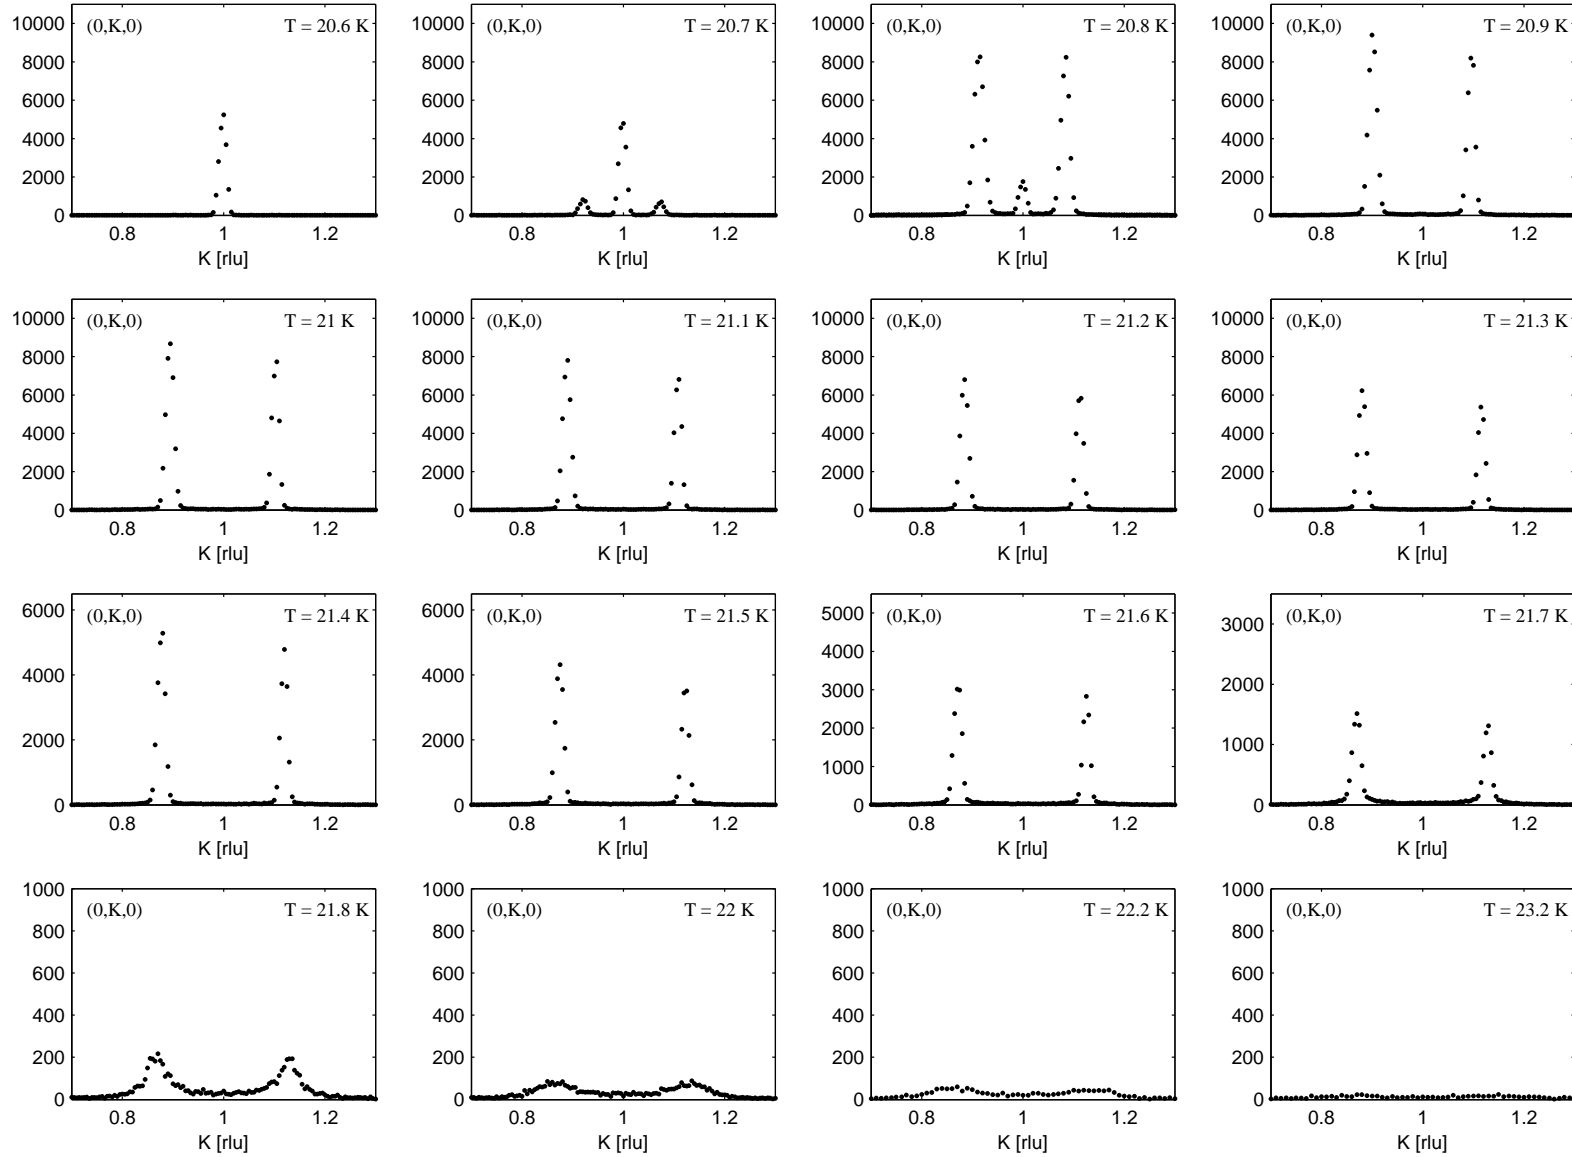 (0,K,0) T = 20.6 K
10000
8000
6000
4000
2000
0
0.8 1 1.2
K [rlu]
(0,K,0) T = 20.7 K
10000
8000
6000
4000
2000
0
0.8 1 1.2
K [rlu]
(0,K,0) T = 20.8 K
10000
8000
6000
4000
2000
0
0.8 1 1.2
K [rlu]
(0,K,0) T = 20.9 K
10000
8000
6000
4000
2000
0
0.8 1 1.2
K [rlu]
(0,K,0) T = 21 K
10000
8000
6000
4000
2000
0
0.8 1 1.2
K [rlu]
(0,K,0) T = 21.1 K
10000
8000
6000
4000
2000
0
0.8 1 1.2
K [rlu]
(0,K,0) T = 21.2 K
10000
8000
6000
4000
2000
0
0.8 1 1.2
K [rlu]
(0,K,0) T = 21.3 K
10000
8000
6000
4000
2000
0
0.8 1 1.2
K [rlu]
(0,K,0) T = 21.4 K
6000
4000
2000
0
0.8 1 1.2
K [rlu]
(0,K,0) T = 21.5 K
6000
4000
2000
0
0.8 1 1.2
K [rlu]
(0,K,0) T = 21.6 K
5000
4000
3000
2000
1000
0
0.8 1 1.2
K [rlu]
(0,K,0) T = 21.7 K
3000
2000
1000
0
0.8 1 1.2
K [rlu]
(0,K,0) T = 21.8 K
1000
800
600
400
200
0
0.8 1 1.2
K [rlu]
(0,K,0) T = 22 K
1000
800
600
400
200
0
0.8 1 1.2
K [rlu]
(0,K,0) T = 22.2 K
1000
800
600
400
200
0
0.8 1 1.2
K [rlu]
(0,K,0) T = 23.2 K
1000
800
600
400
200
0
0.8 1 1.2
K [rlu]